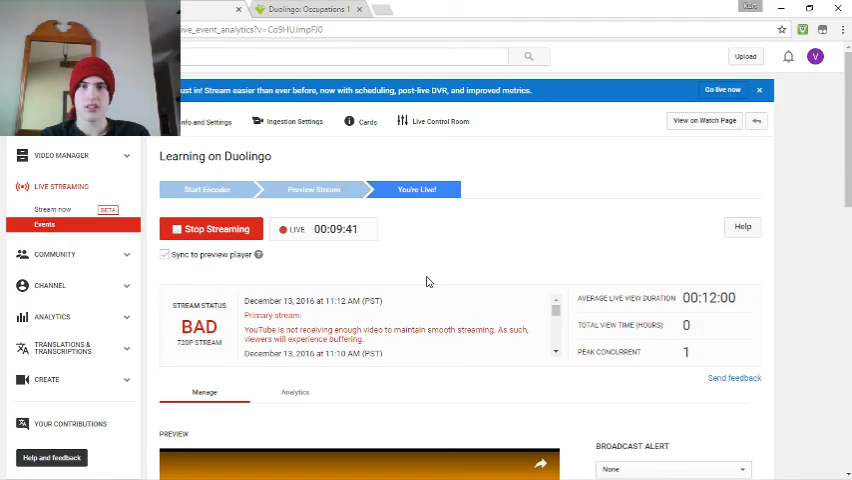 Kurt
Duolingo: Occupations 1
ive_event_analytics?v=Co9HUJmpFJ0
Upload
V
ust in! Stream easier than ever before, now with scheduling, post-live DVR, and improved metrics.
Go live now
nfo and Settings
Ingestion Settings
Cards
Live Control Room
View on Watch Page
VIDEO MANAGER
Learning on Duolingo
LIVE STREAMING
Start Encoder
Preview Stream
You're Live!
Stream now
BETA
Events
Stop Streaming
LIVE
00:09:41
Help
COMMUNITY
Sync to preview player ?
CHANNEL
STREAM STATUS
BAD
720P STREAM
December 13, 2016 at 11:12 AM (PST)
Primary stream:
YouTube is not receiving enough video to maintain smooth streaming. As such,
viewers will experience buffering.
December 13, 2016 at 11:10 AM (PST)
AVERAGE LIVE VIEW DURATION 00:12:00
TOTAL VIEW TIME (HOURS) 0
PEAK CONCURRENT 1
ANALYTICS
TRANSLATIONS &
TRANSCRIPTIONS
CREATE
Send feedback
Manage
Analytics
YOUR CONTRIBUTIONS
PREVIEW
BROADCAST ALERT
Help and feedback
None